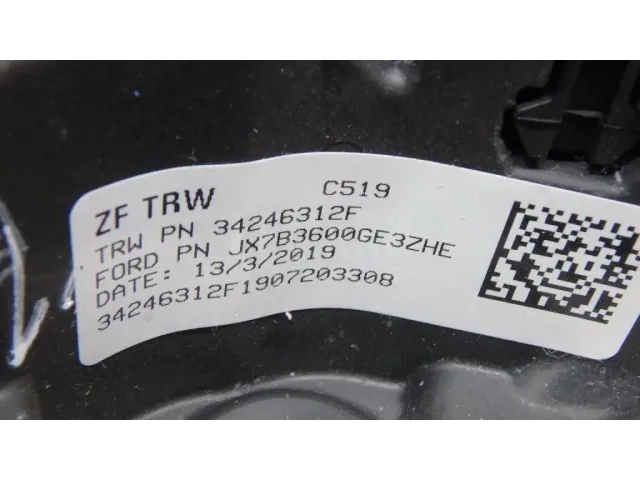 ZF TRW C519
TRW PN 34246312F
FORD PN JX7B3600GE3ZHE
DATE: 13/3/2019
34246312F1907203308